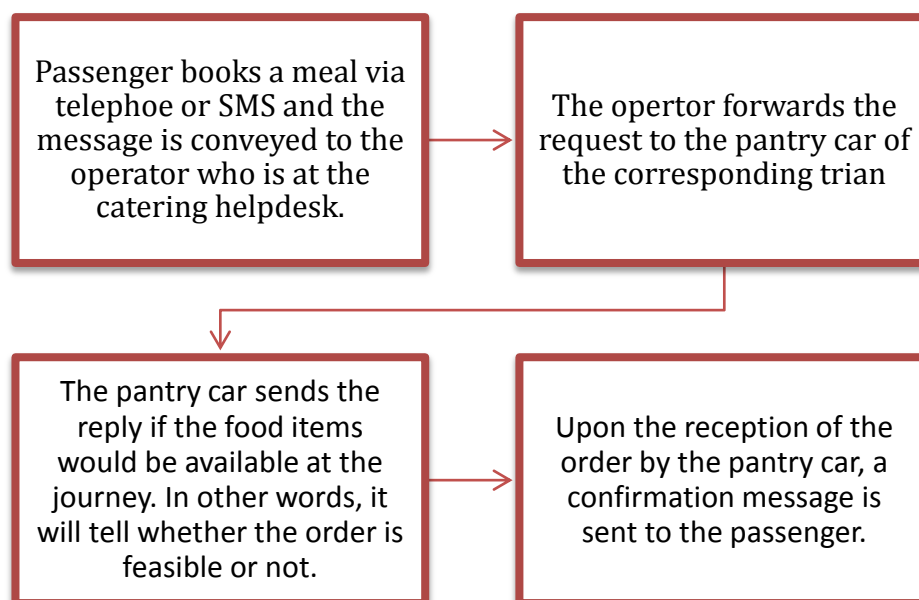 Passenger books a meal via
telephoe or SMS and the
message is conveyed to the
operator who is at the
catering helpdesk.
The opertor forwards the
request to the pantry car of
the corresponding trian
The pantry car sends the
reply if the food items
would be available at the
journey. In other words, it
will tell whether the order is
feasible or not.
Upon the reception of the
order by the pantry car, a
confirmation message is
sent to the passenger.